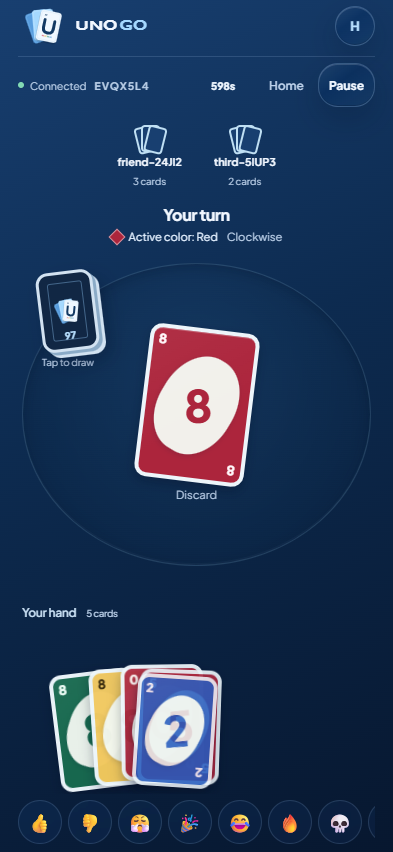 U UNO GO H
Connected EVQX5L4 598s Home Pause
friend-24JI2 third-5IUP3
3 cards 2 cards
Your turn
Active color: Red Clockwise
U
97
Tap to draw
8
8
8
Discard
Your hand 5 cards
8 8 0 2
2
2